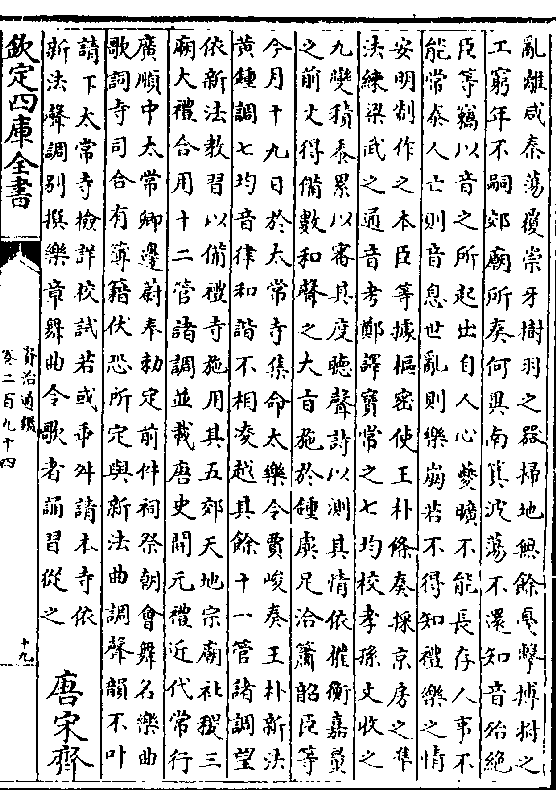 亂離咸秦蕩覆崇牙樹羽之器掃地無餘戛擊搏拊之
工窮年不嗣郊廟所奏何異南箕波蕩不還知音殆絕
臣等竊以音之所起出自人心夔曠不能長存人事不
能常泰人亡則音息世亂則樂崩若不得知禮樂之情
安明制作之本臣等據樞密使王朴條奏採京房之準
法練梁武之通音考鄭譯寶常之七均校孝孫文收之
九變積黍累以審其度聽聲詩以測其情依權衡嘉量
之前文得備數和聲之大旨施於鍾虡足洽簫韶臣等
今月十九日於太常寺集命太樂令賈峻奏王朴新法
黃鍾調七均音律和諧不相凌越其餘十一管諸調望
依新法教習以備禮寺施用其五郊天地宗廟社稷三
廟大禮合用十二管諸調並載唐史開元禮近代常行
廣順中太常卿邊蔚奉勅定前件祠祭朝會舞名樂曲
歌詞寺司合有簿籍伏恐所定與新法曲調聲韻不叶
請下太常寺檢詳校試若或乖舛請本寺依
新法聲調別撰樂章舞曲令歌者誦習從之
欽定四庫全書
資治通鑑
卷二百九十四
十九
唐宋齋